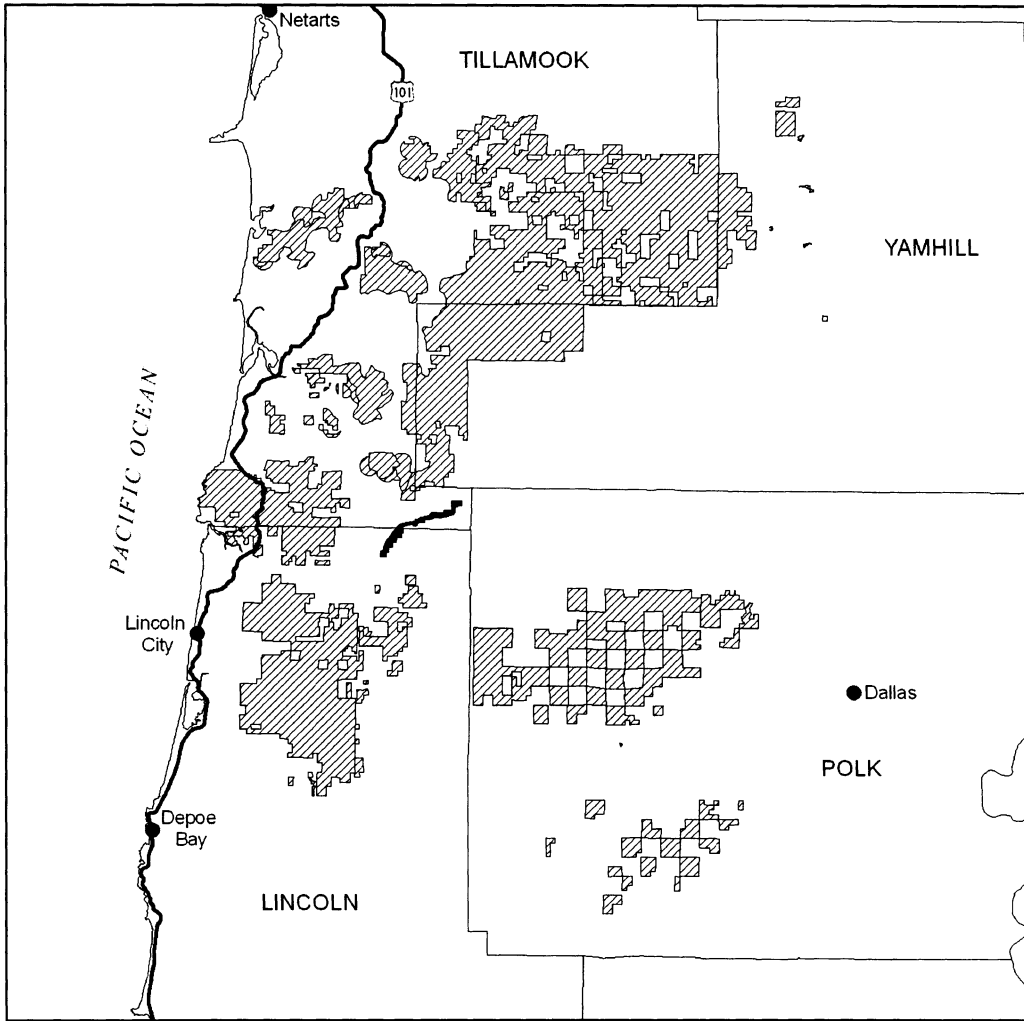 Netarts
TILLAMOOK
101
YAMHILL
PACIFIC OCEAN
Lincoln
City
Dallas
POLK
Depoe
Bay
LINCOLN